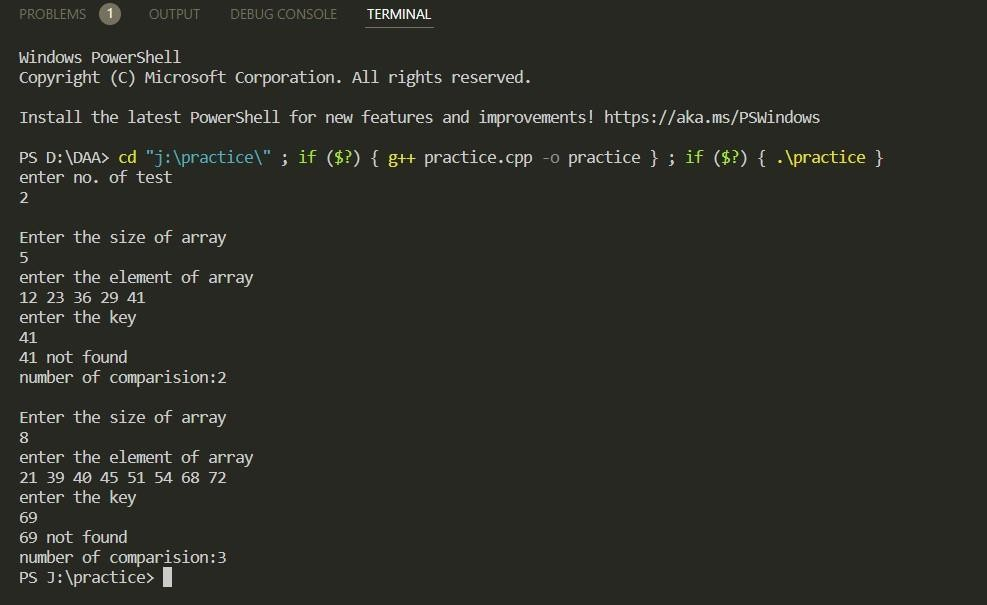 PROBLEMS 1 OUTPUT DEBUG CONSOLE TERMINAL
Windows PowerShell
Copyright (C) Microsoft Corporation. All rights reserved.
Install the latest PowerShell for new features and improvements! https://aka.ms/PSWindows
PS D:\DAA> cd "j:\practice\" ; if ($?) { g++ practice.cpp -o practice } ; if ($?) { .\practice }
enter no. of test
2
Enter the size of array
5
enter the element of array
12 23 36 29 41
enter the key
41
41 not found
number of comparision:2
Enter the size of array
8
enter the element of array
21 39 40 45 51 54 68 72
enter the key
69
69 not found
number of comparision:3
PS J:\practice>